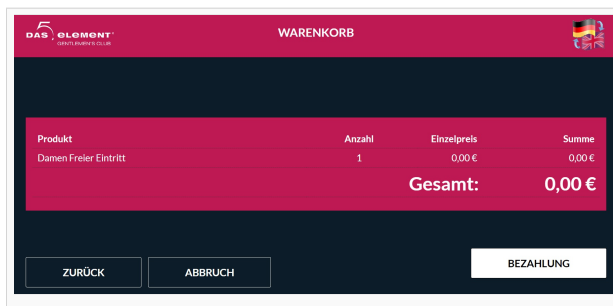 DAS 5 ELEMENT
GENTLEMEN'S CLUB
WARENKORB
Produkt Anzahl Einzelpreis Summe
Damen Freier Eintritt 1 0,00 € 0,00 €
Gesamt: 0,00 €
ZURÜCK ABBRUCH BEZAHLUNG